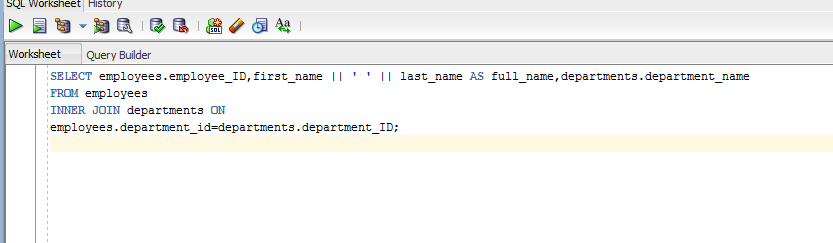 SQL Worksheet History
Worksheet Query Builder
SELECT employees.employee_ID,first_name || ' ' || last_name AS full_name,departments.department_name
FROM employees
INNER JOIN departments ON
employees.department_id=departments.department_ID;